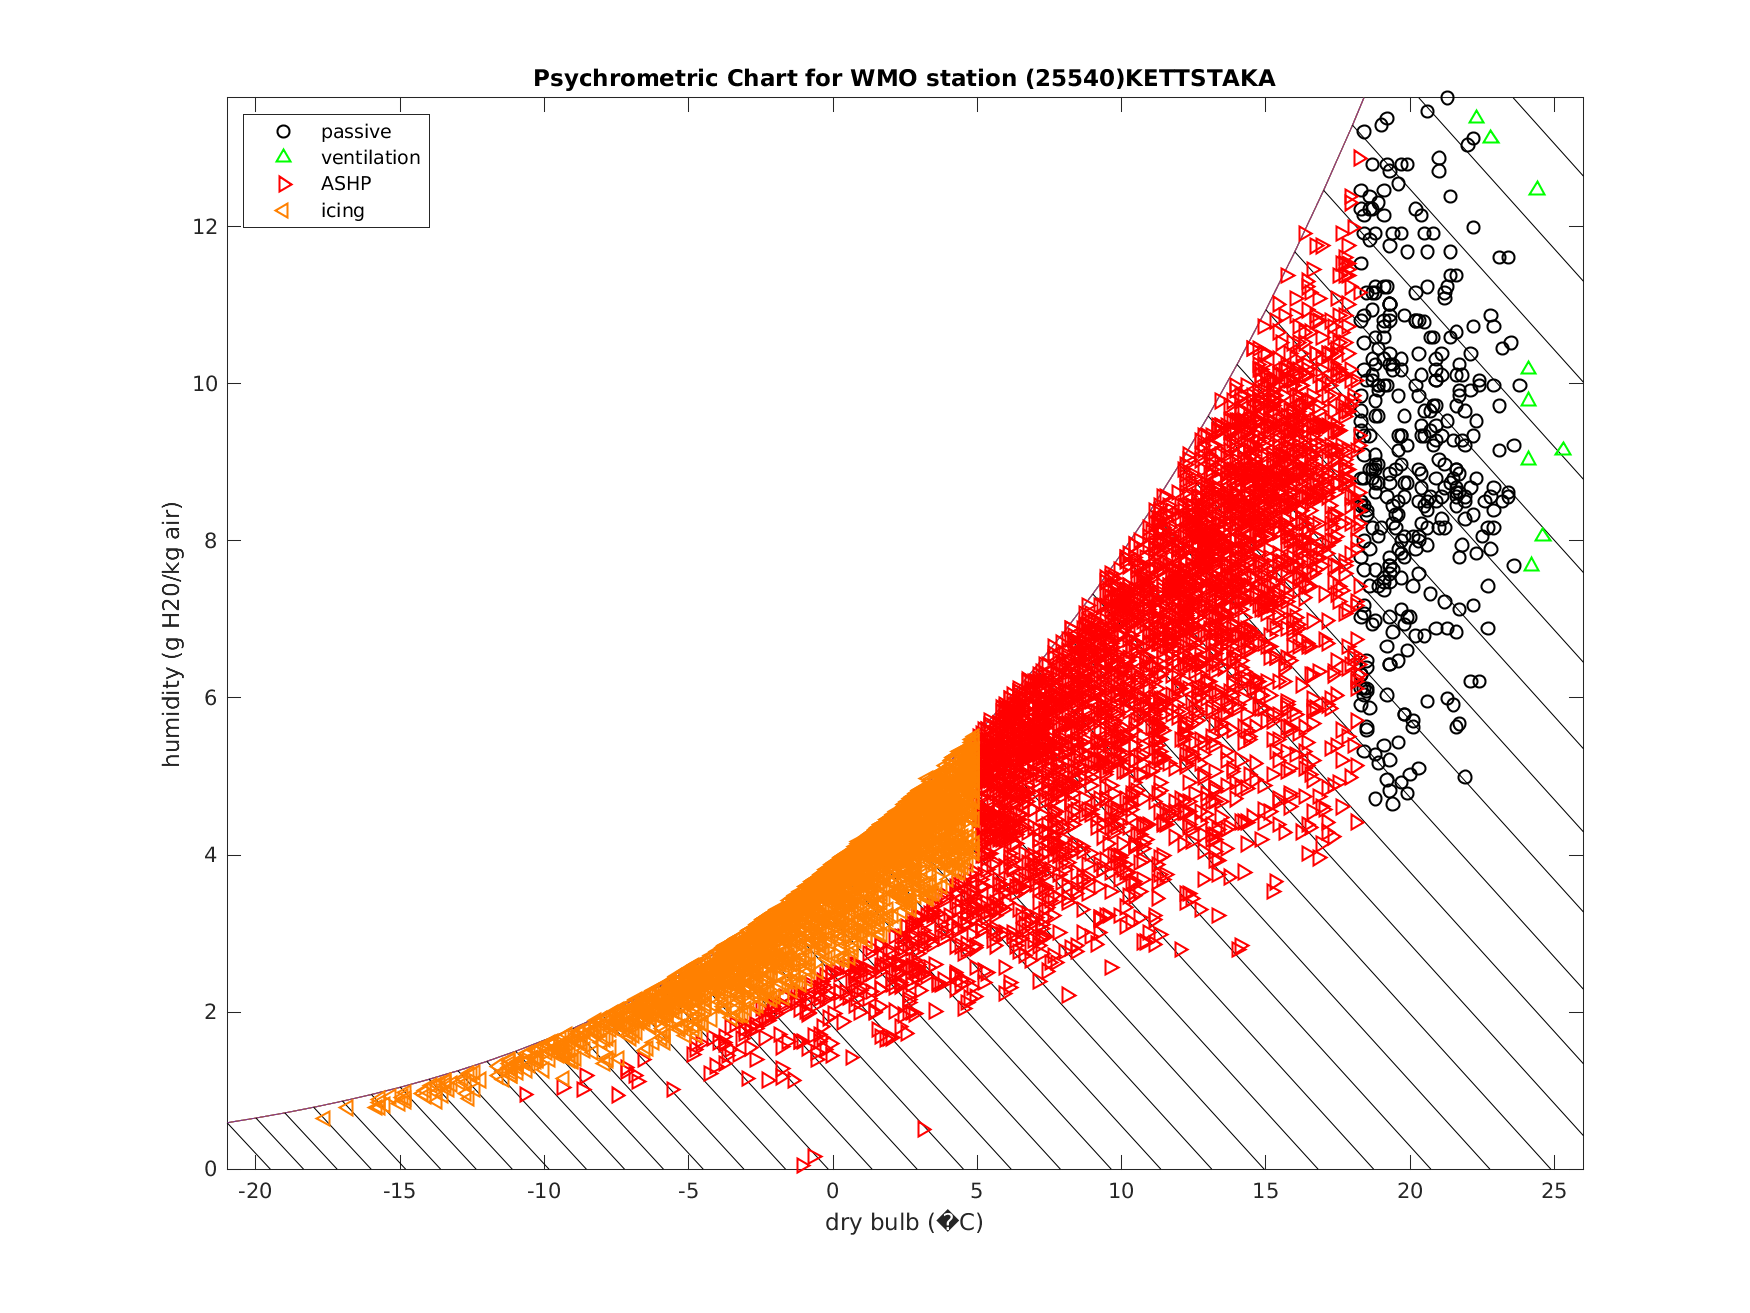 Psychrometric Chart for WMO station (25540)KETTSTAKA
passive
ventilation
ASHP
icing
12
10
8
6
4
2
0
humidity (g H20/kg air)
-20 -15 -10 -5 0 5 10 15 20 25
dry bulb (�C)